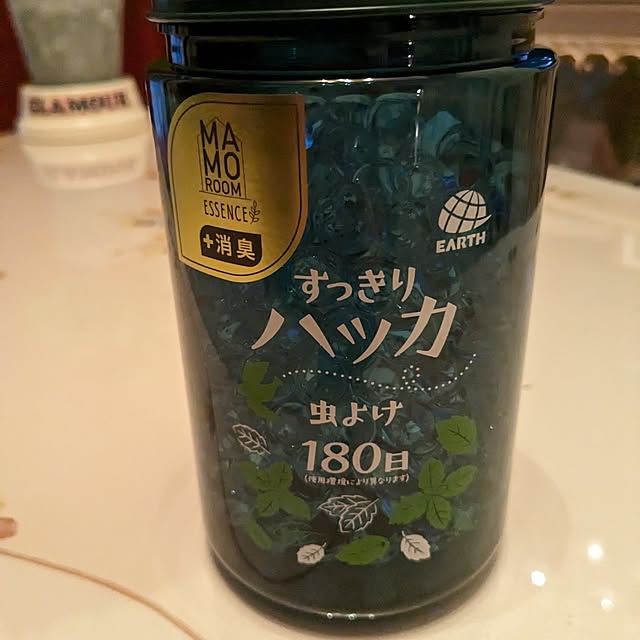 GLAMOUR
MA
MO
ROOM
ESSENCE
+消臭
EARTH
すっきり
ハッカ
虫よけ
180日
(使用環境により異なります)